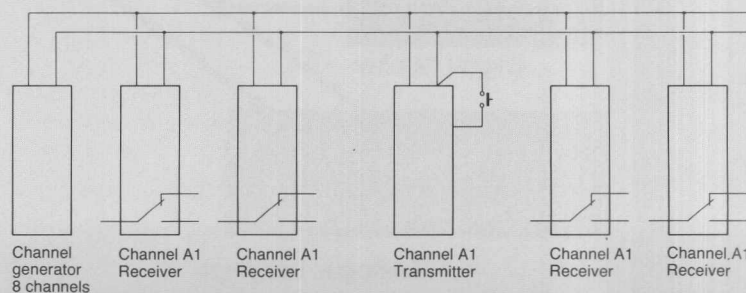 Channel
generator
8 channels
Channel A1
Receiver
Channel A1
Receiver
Channel A1
Transmitter
Channel A1
Receiver
Channel A1
Receiver